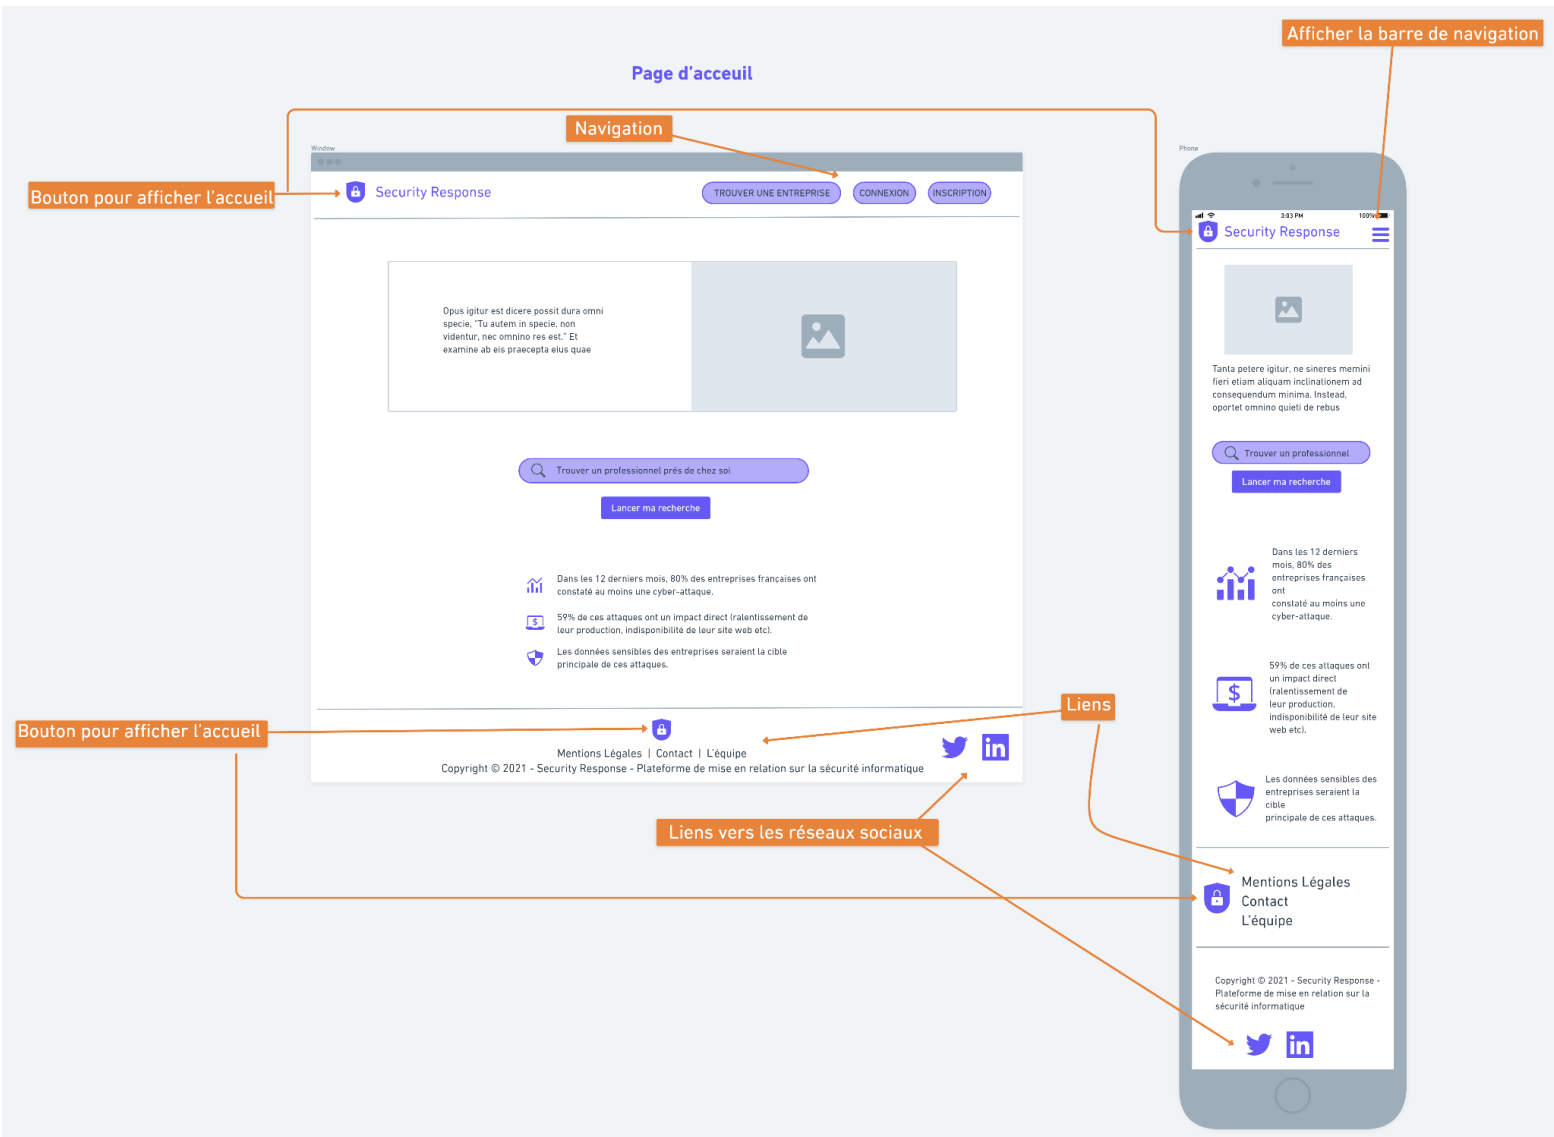 Afficher la barre de navigation
Page d'acceuil
Navigation
Bouton pour afficher l'accueil
Window
Security Response
TROUVER UNE ENTREPRISE
CONNEXION
INSCRIPTION
Opus igitur est dicere possit dura omni
specie, "Tu autem in specie, non
videntur, nec omnino res est." Et
examine ab eis praecepta eius quae
Trouver un professionnel prés de chez soi
Lancer ma recherche
Dans les 12 derniers mois, 80% des entreprises françaises ont
constaté au moins une cyber-attaque.
59% de ces attaques ont un impact direct (ralentissement de
leur production, indisponibilité de leur site web etc).
Les données sensibles des entreprises seraient la cible
principale de ces attaques.
Bouton pour afficher l'accueil
Liens
Mentions Légales | Contact | L'équipe
Copyright © 2021 - Security Response - Plateforme de mise en relation sur la sécurité informatique
in
Liens vers les réseaux sociaux
Phone
3:03 PM
100%
Security Response
Tanta petere igitur, ne sineres memini
fieri etiam aliquam inclinationem ad
consequendum minima. Instead,
oportet omnino quieti de rebus
Trouver un professionnel
Lancer ma recherche
Dans les 12 derniers
mois, 80% des
entreprises françaises
ont
constaté au moins une
cyber-attaque.
$
59% de ces attaques ont
un impact direct
(ralentissement de
leur production,
indisponibilité de leur site
web etc).
Les données sensibles des
entreprises seraient la
cible
principale de ces attaques.
Mentions Légales
Contact
L'équipe
Copyright © 2021 - Security Response -
Plateforme de mise en relation sur la
sécurité informatique
in